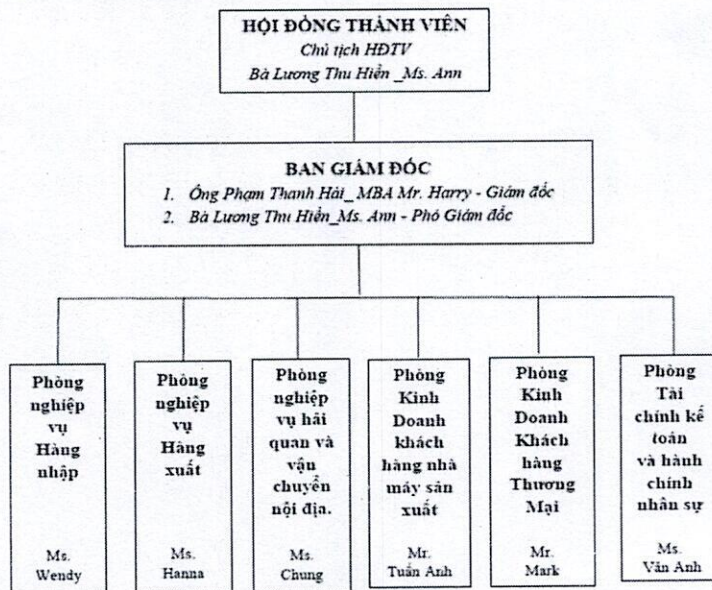 HỘI ĐỒNG THÀNH VIÊN
Chủ tịch HĐTV
Bà Lương Thu Hiền _Ms. Ann
BAN GIÁM ĐỐC
1. Ông Phạm Thanh Hải_MBA Mr. Harry - Giám đốc
2. Bà Lương Thu Hiền_Ms. Ann - Phó Giám đốc
Phòng
nghiệp
vụ
Hàng
nhập
Ms.
Wendy
Phòng
nghiệp
vụ
Hàng
xuất
Ms.
Hanna
Phòng
nghiệp
vụ hải
quan và
vận
chuyển
nội địa.
Ms.
Chung
Phòng
Kinh
Doanh
khách
hàng nhà
máy sản
xuất
Mr.
Tuấn Anh
Phòng
Kinh
Doanh
Khách
hàng
Thương
Mại
Mr.
Mark
Phòng
Tài
chính kế
toán
và hành
chính
nhân sự
Ms.
Vân Anh